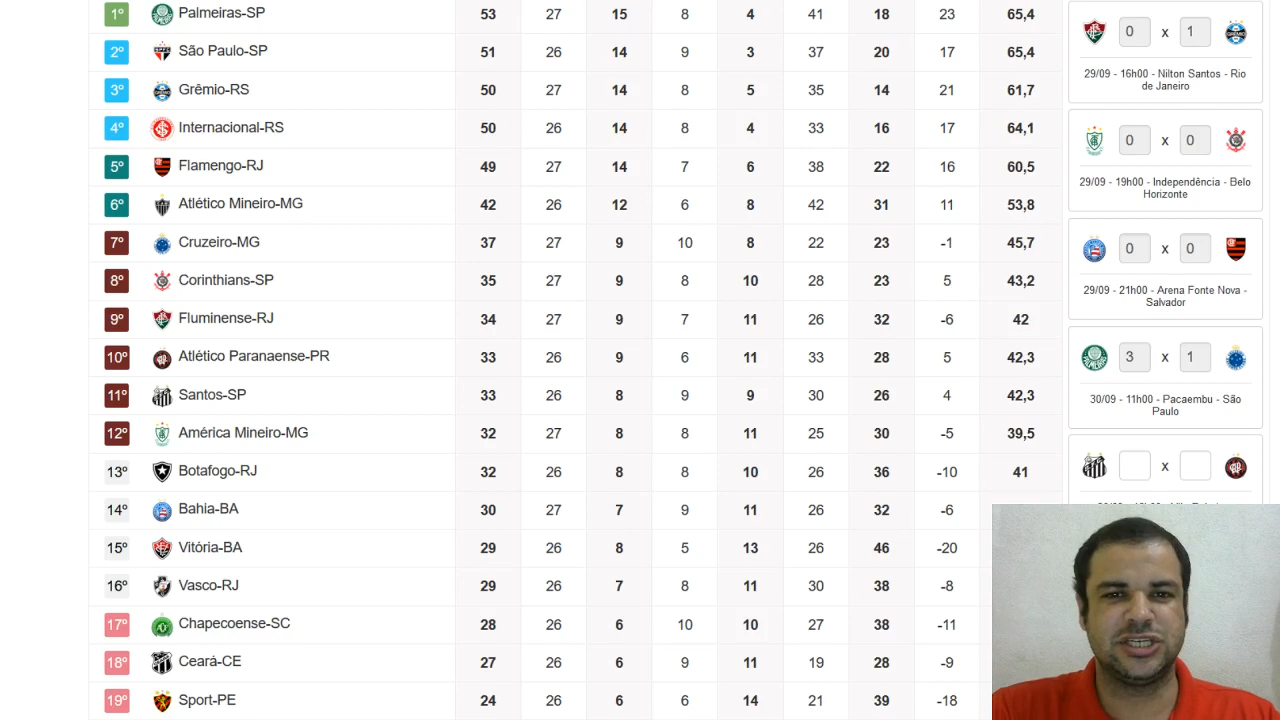 1º Palmeiras-SP 53 27 15 8 4 41 18 23 65,4
2º São Paulo-SP 51 26 14 9 3 37 20 17 65,4
3º Grêmio-RS 50 27 14 8 5 35 14 21 61,7
4º Internacional-RS 50 26 14 8 4 33 16 17 64,1
5º Flamengo-RJ 49 27 14 7 6 38 22 16 60,5
6º Atlético Mineiro-MG 42 26 12 6 8 42 31 11 53,8
7º Cruzeiro-MG 37 27 9 10 8 22 23 -1 45,7
8º Corinthians-SP 35 27 9 8 10 28 23 5 43,2
9º Fluminense-RJ 34 27 9 7 11 26 32 -6 42
10º Atlético Paranaense-PR 33 26 9 6 11 33 28 5 42,3
11º Santos-SP 33 26 8 9 9 30 26 4 42,3
12º América Mineiro-MG 32 27 8 8 11 25 30 -5 39,5
13º Botafogo-RJ 32 26 8 8 10 26 36 -10 41
14º Bahia-BA 30 27 7 9 11 26 32 -6
15º Vitória-BA 29 26 8 5 13 26 46 -20
16º Vasco-RJ 29 26 7 8 11 30 38 -8
17º Chapecoense-SC 28 26 6 10 10 27 38 -11
18º Ceará-CE 27 26 6 9 11 19 28 -9
19º Sport-PE 24 26 6 6 14 21 39 -18
0 x 1
29/09 - 16h00 - Nilton Santos - Rio
de Janeiro
0 x 0
29/09 - 19h00 - Independência - Belo
Horizonte
0 x 0
29/09 - 21h00 - Arena Fonte Nova -
Salvador
3 x 1
30/09 - 11h00 - Pacaembu - São
Paulo
x